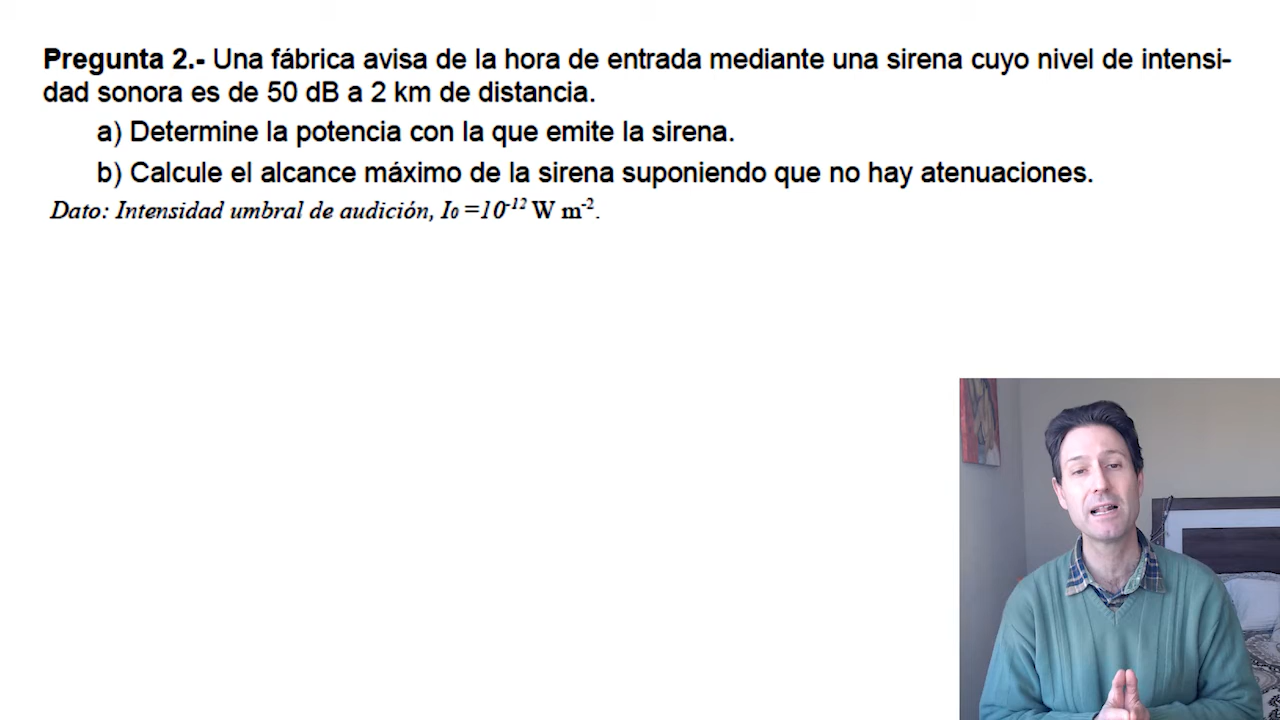 Pregunta 2.- Una fábrica avisa de la hora de entrada mediante una sirena cuyo nivel de intensi-
dad sonora es de 50 dB a 2 km de distancia.
a) Determine la potencia con la que emite la sirena.
b) Calcule el alcance máximo de la sirena suponiendo que no hay atenuaciones.
Dato: Intensidad umbral de audición, I₀ =10⁻¹² W m⁻².